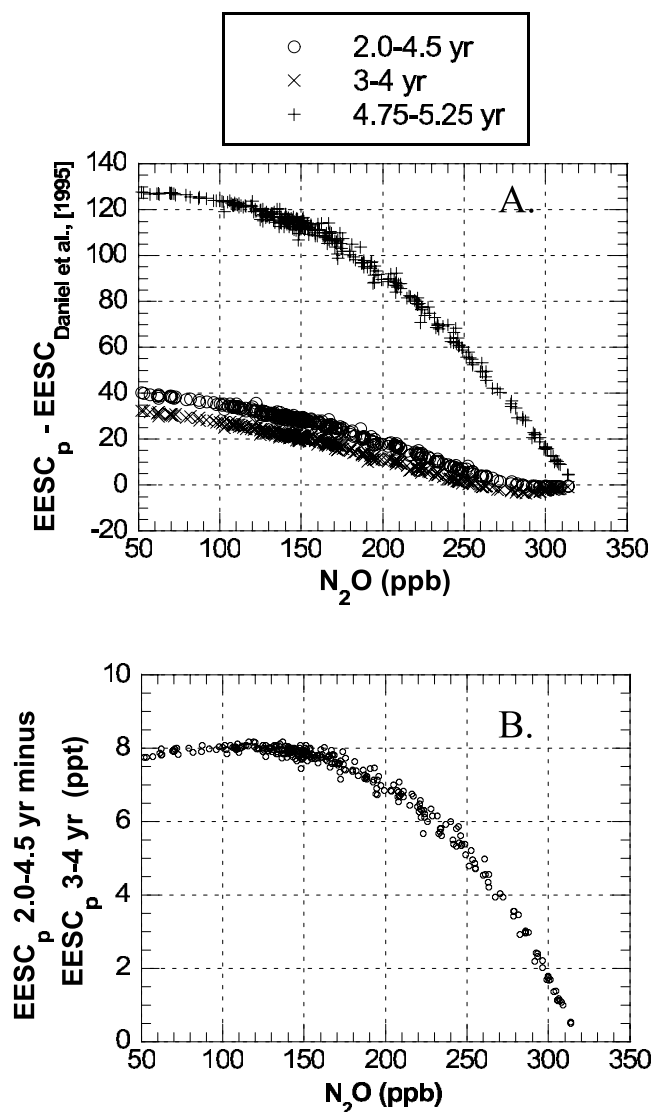 2.0-4.5 yr
3-4 yr
4.75-5.25 yr
A.
EESCp - EESCDaniel et al., [1995]
140
120
100
80
60
40
20
0
-20
50 100 150 200 250 300 350
N2O (ppb)
B.
EESCp 2.0-4.5 yr minus
EESCp 3-4 yr (ppt)
10
8
6
4
2
0
50 100 150 200 250 300 350
N2O (ppb)